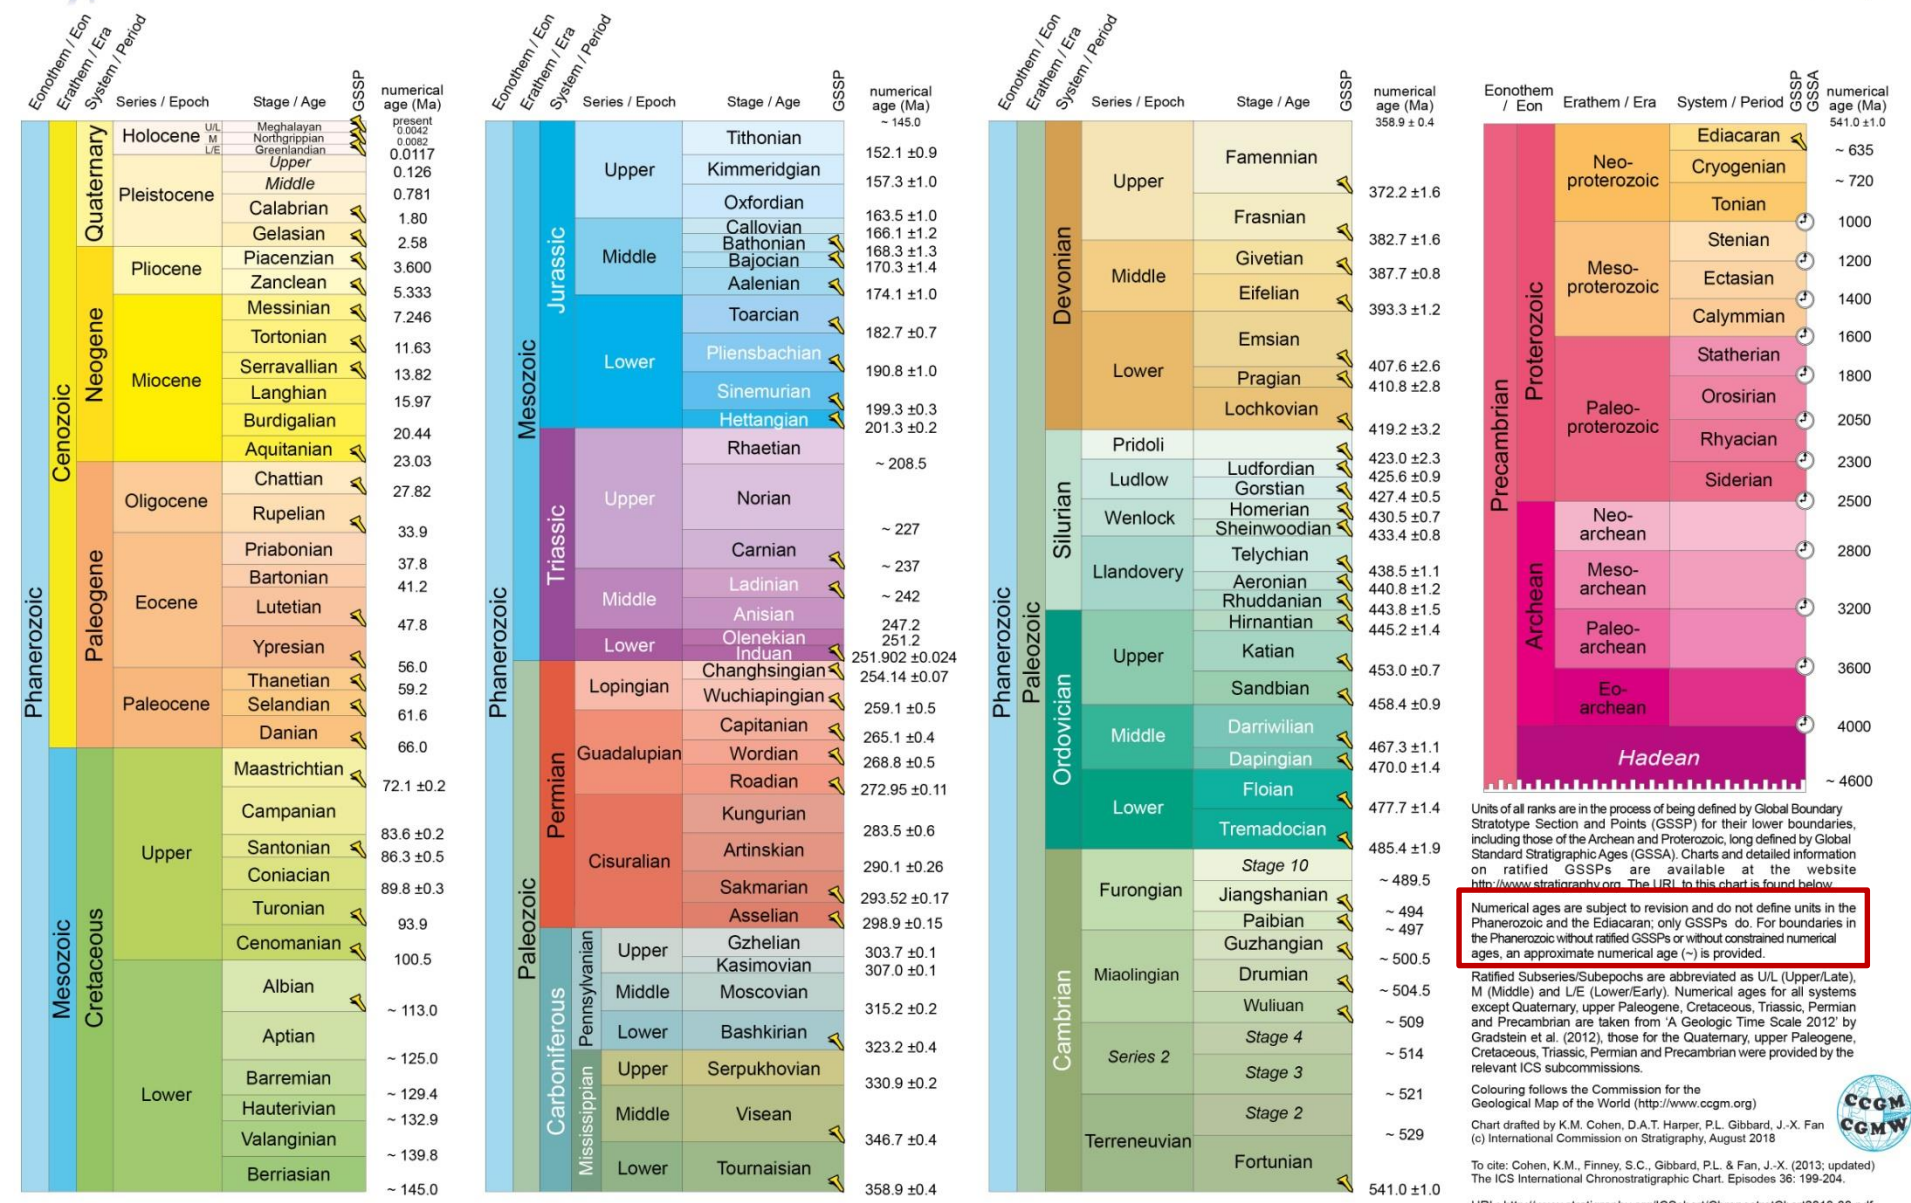 Eonothem / Eon
Erathem / Era
System / Period
Series / Epoch
Stage / Age
GSSP
numerical
age (Ma)
Phanerozoic
Cenozoic
Mesozoic
Quaternary
Neogene
Paleogene
Cretaceous
Holocene
U/L
M
L/E
Pleistocene
Pliocene
Miocene
Oligocene
Eocene
Paleocene
Upper
Lower
present
Meghalayan
0.0042
Northgrippian
0.0082
Greenlandian
0.0117
Upper
0.126
Middle
0.781
Calabrian
1.80
Gelasian
2.58
Piacenzian
3.600
Zanclean
5.333
Messinian
7.246
Tortonian
11.63
Serravallian
13.82
Langhian
15.97
Burdigalian
20.44
Aquitanian
23.03
Chattian
27.82
Rupelian
33.9
Priabonian
37.8
Bartonian
41.2
Lutetian
47.8
Ypresian
56.0
Thanetian
59.2
Selandian
61.6
Danian
66.0
Maastrichtian
72.1 ±0.2
Campanian
83.6 ±0.2
Santonian
86.3 ±0.5
Coniacian
89.8 ±0.3
Turonian
93.9
Cenomanian
100.5
Albian
~ 113.0
Aptian
~ 125.0
Barremian
~ 129.4
Hauterivian
~ 132.9
Valanginian
~ 139.8
Berriasian
~ 145.0
Eonothem / Eon
Erathem / Era
System / Period
Series / Epoch
Stage / Age
GSSP
numerical
age (Ma)
Phanerozoic
Mesozoic
Paleozoic
Jurassic
Triassic
Permian
Carboniferous
Pennsylvanian
Mississippian
Upper
Middle
Lower
Upper
Middle
Lower
Lopingian
Guadalupian
Cisuralian
Upper
Middle
Lower
Upper
Middle
Lower
~ 145.0
Tithonian
152.1 ±0.9
Kimmeridgian
157.3 ±1.0
Oxfordian
163.5 ±1.0
Callovian
166.1 ±1.2
Bathonian
168.3 ±1.3
Bajocian
170.3 ±1.4
Aalenian
174.1 ±1.0
Toarcian
182.7 ±0.7
Pliensbachian
190.8 ±1.0
Sinemurian
199.3 ±0.3
Hettangian
201.3 ±0.2
Rhaetian
~ 208.5
Norian
~ 227
Carnian
~ 237
Ladinian
~ 242
Anisian
247.2
Olenekian
251.2
Induan
251.902 ±0.024
Changhsingian
254.14 ±0.07
Wuchiapingian
259.1 ±0.5
Capitanian
265.1 ±0.4
Wordian
268.8 ±0.5
Roadian
272.95 ±0.11
Kungurian
283.5 ±0.6
Artinskian
290.1 ±0.26
Sakmarian
293.52 ±0.17
Asselian
298.9 ±0.15
Gzhelian
303.7 ±0.1
Kasimovian
307.0 ±0.1
Moscovian
315.2 ±0.2
Bashkirian
323.2 ±0.4
Serpukhovian
330.9 ±0.2
Visean
346.7 ±0.4
Tournaisian
358.9 ±0.4
Eonothem / Eon
Erathem / Era
System / Period
Series / Epoch
Stage / Age
GSSP
numerical
age (Ma)
Phanerozoic
Paleozoic
Devonian
Silurian
Ordovician
Cambrian
Upper
Middle
Lower
Pridoli
Ludlow
Wenlock
Llandovery
Upper
Middle
Lower
Furongian
Miaolingian
Series 2
Terreneuvian
358.9 ± 0.4
Famennian
372.2 ±1.6
Frasnian
382.7 ±1.6
Givetian
387.7 ±0.8
Eifelian
393.3 ±1.2
Emsian
407.6 ±2.6
Pragian
410.8 ±2.8
Lochkovian
419.2 ±3.2
423.0 ±2.3
Ludfordian
425.6 ±0.9
Gorstian
427.4 ±0.5
Homerian
430.5 ±0.7
Sheinwoodian
433.4 ±0.8
Telychian
438.5 ±1.1
Aeronian
440.8 ±1.2
Rhuddanian
443.8 ±1.5
Hirnantian
445.2 ±1.4
Katian
453.0 ±0.7
Sandbian
458.4 ±0.9
Darriwilian
467.3 ±1.1
Dapingian
470.0 ±1.4
Floian
477.7 ±1.4
Tremadocian
485.4 ±1.9
Stage 10
~ 489.5
Jiangshanian
~ 494
Paibian
~ 497
Guzhangian
~ 500.5
Drumian
~ 504.5
Wuliuan
~ 509
Stage 4
~ 514
Stage 3
~ 521
Stage 2
~ 529
Fortunian
541.0 ±1.0
Eonothem
/ Eon
Erathem / Era
System / Period
GSSP
GSSA
numerical
age (Ma)
Precambrian
Proterozoic
Archean
Neo-
proterozoic
Meso-
proterozoic
Paleo-
proterozoic
Neo-
archean
Meso-
archean
Paleo-
archean
Eo-
archean
541.0 ±1.0
Ediacaran
~ 635
Cryogenian
~ 720
Tonian
1000
Stenian
1200
Ectasian
1400
Calymmian
1600
Statherian
1800
Orosirian
2050
Rhyacian
2300
Siderian
2500
2800
3200
3600
4000
Hadean
~ 4600
Units of all ranks are in the process of being defined by Global Boundary
Stratotype Section and Points (GSSP) for their lower boundaries,
including those of the Archean and Proterozoic, long defined by Global
Standard Stratigraphic Ages (GSSA). Charts and detailed information
on ratified GSSPs are available at the website
http://www.stratigraphy.org. The URL to this chart is found below.
Numerical ages are subject to revision and do not define units in the
Phanerozoic and the Ediacaran; only GSSPs do. For boundaries in
the Phanerozoic without ratified GSSPs or without constrained numerical
ages, an approximate numerical age (~) is provided.
Ratified Subseries/Subepochs are abbreviated as U/L (Upper/Late),
M (Middle) and L/E (Lower/Early). Numerical ages for all systems
except Quaternary, upper Paleogene, Cretaceous, Triassic, Permian
and Precambrian are taken from 'A Geologic Time Scale 2012' by
Gradstein et al. (2012), those for the Quaternary, upper Paleogene,
Cretaceous, Triassic, Permian and Precambrian were provided by the
relevant ICS subcommissions.
Colouring follows the Commission for the
Geological Map of the World (http://www.ccgm.org)
CCGM
CGMW
Chart drafted by K.M. Cohen, D.A.T. Harper, P.L. Gibbard, J.-X. Fan
(c) International Commission on Stratigraphy, August 2018
To cite: Cohen, K.M., Finney, S.C., Gibbard, P.L. & Fan, J.-X. (2013; updated)
The ICS International Chronostratigraphic Chart. Episodes 36: 199-204.